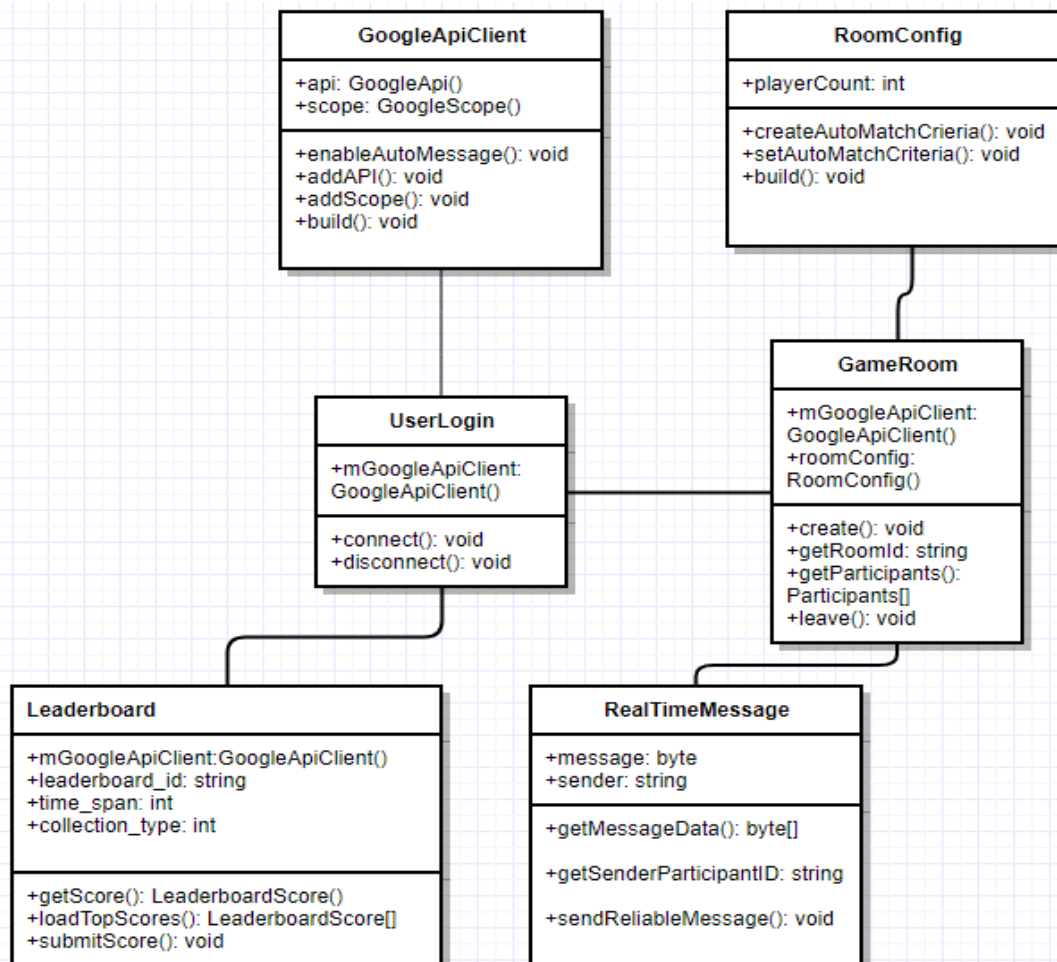 GoogleApiClient
+api: GoogleApi()
+scope: GoogleScope()
+enableAutoMessage(): void
+addAPI(): void
+addScope(): void
+build(): void
RoomConfig
+playerCount: int
+createAutoMatchCrieria(): void
+setAutoMatchCriteria(): void
+build(): void
UserLogin
+mGoogleApiClient:
GoogleApiClient()
+connect(): void
+disconnect(): void
GameRoom
+mGoogleApiClient:
GoogleApiClient()
+roomConfig:
RoomConfig()
+create(): void
+getRoomId: string
+getParticipants():
Participants[]
+leave(): void
Leaderboard
+mGoogleApiClient:GoogleApiClient()
+leaderboard_id: string
+time_span: int
+collection_type: int
+getScore(): LeaderboardScore()
+loadTopScores(): LeaderboardScore[]
+submitScore(): void
RealTimeMessage
+message: byte
+sender: string
+getMessageData(): byte[]
+getSenderParticipantID: string
+sendReliableMessage(): void